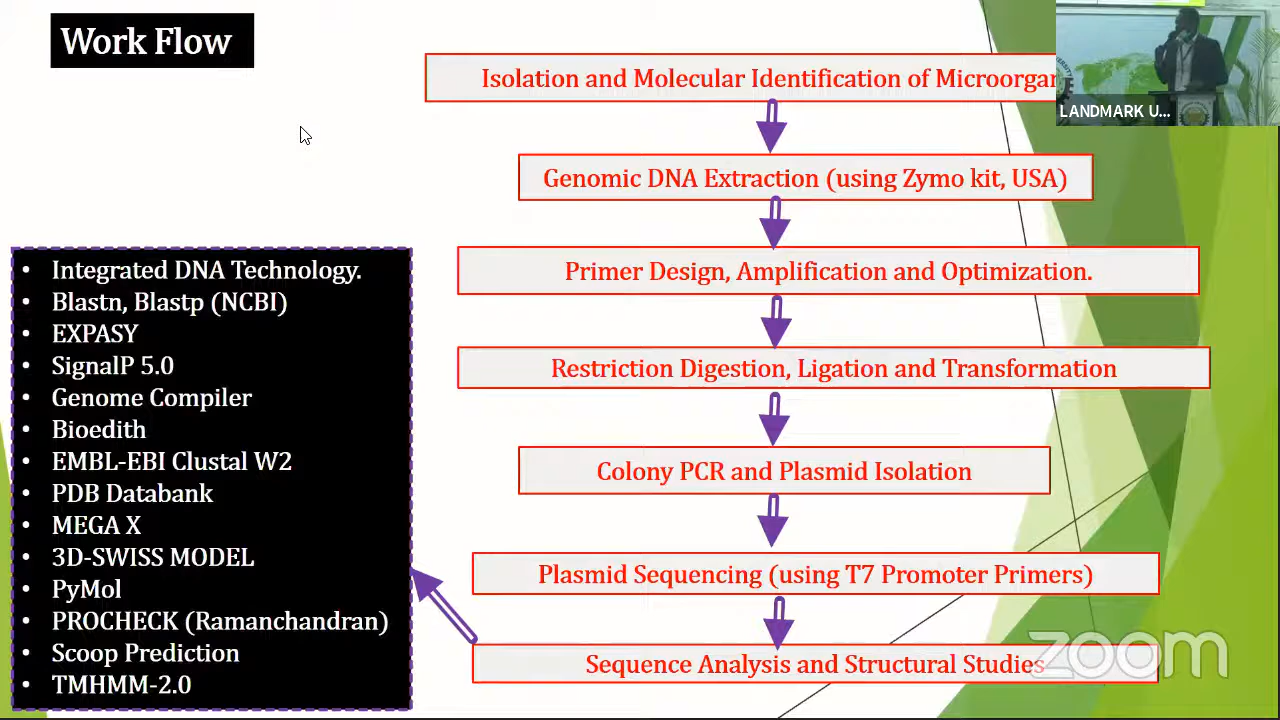 Work Flow
Isolation and Molecular Identification of
LANDMARK U...
Genomic DNA Extraction (using Zymo kit, USA)
Primer Design, Amplification and Optimization.
Restriction Digestion, Ligation and Transformation
Colony PCR and Plasmid Isolation
Plasmid Sequencing (using T7 Promoter Primers)
Sequence Analysis and Structural Studies
• Integrated DNA Technology.
• Blastn, Blastp (NCBI)
• EXPASY
• SignalP 5.0
• Genome Compiler
• Bioedith
• EMBL-EBI Clustal W2
• PDB Databank
• MEGA X
• 3D-SWISS MODEL
• PyMol
• PROCHECK (Ramanchandran)
• Scoop Prediction
• TMHMM-2.0
zoom